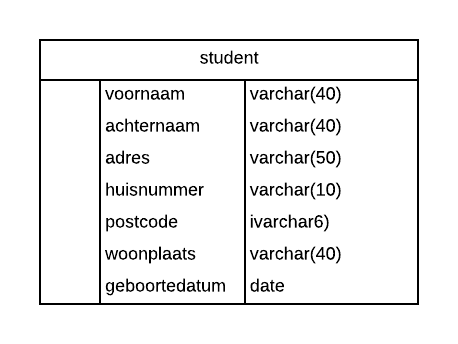 student
voornaam varchar(40)
achternaam varchar(40)
adres varchar(50)
huisnummer varchar(10)
postcode ivarchar6)
woonplaats varchar(40)
geboortedatum date